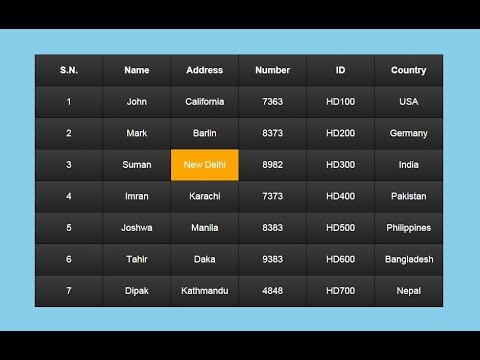 S.N. Name Address Number ID Country
1 John California 7363 HD100 USA
2 Mark Barlin 8373 HD200 Germany
3 Suman New Delhi 8982 HD300 India
4 Imran Karachi 7373 HD400 Pakistan
5 Joshwa Manila 8383 HD500 Philippines
6 Tahir Daka 9383 HD600 Bangladesh
7 Dipak Kathmandu 4848 HD700 Nepal